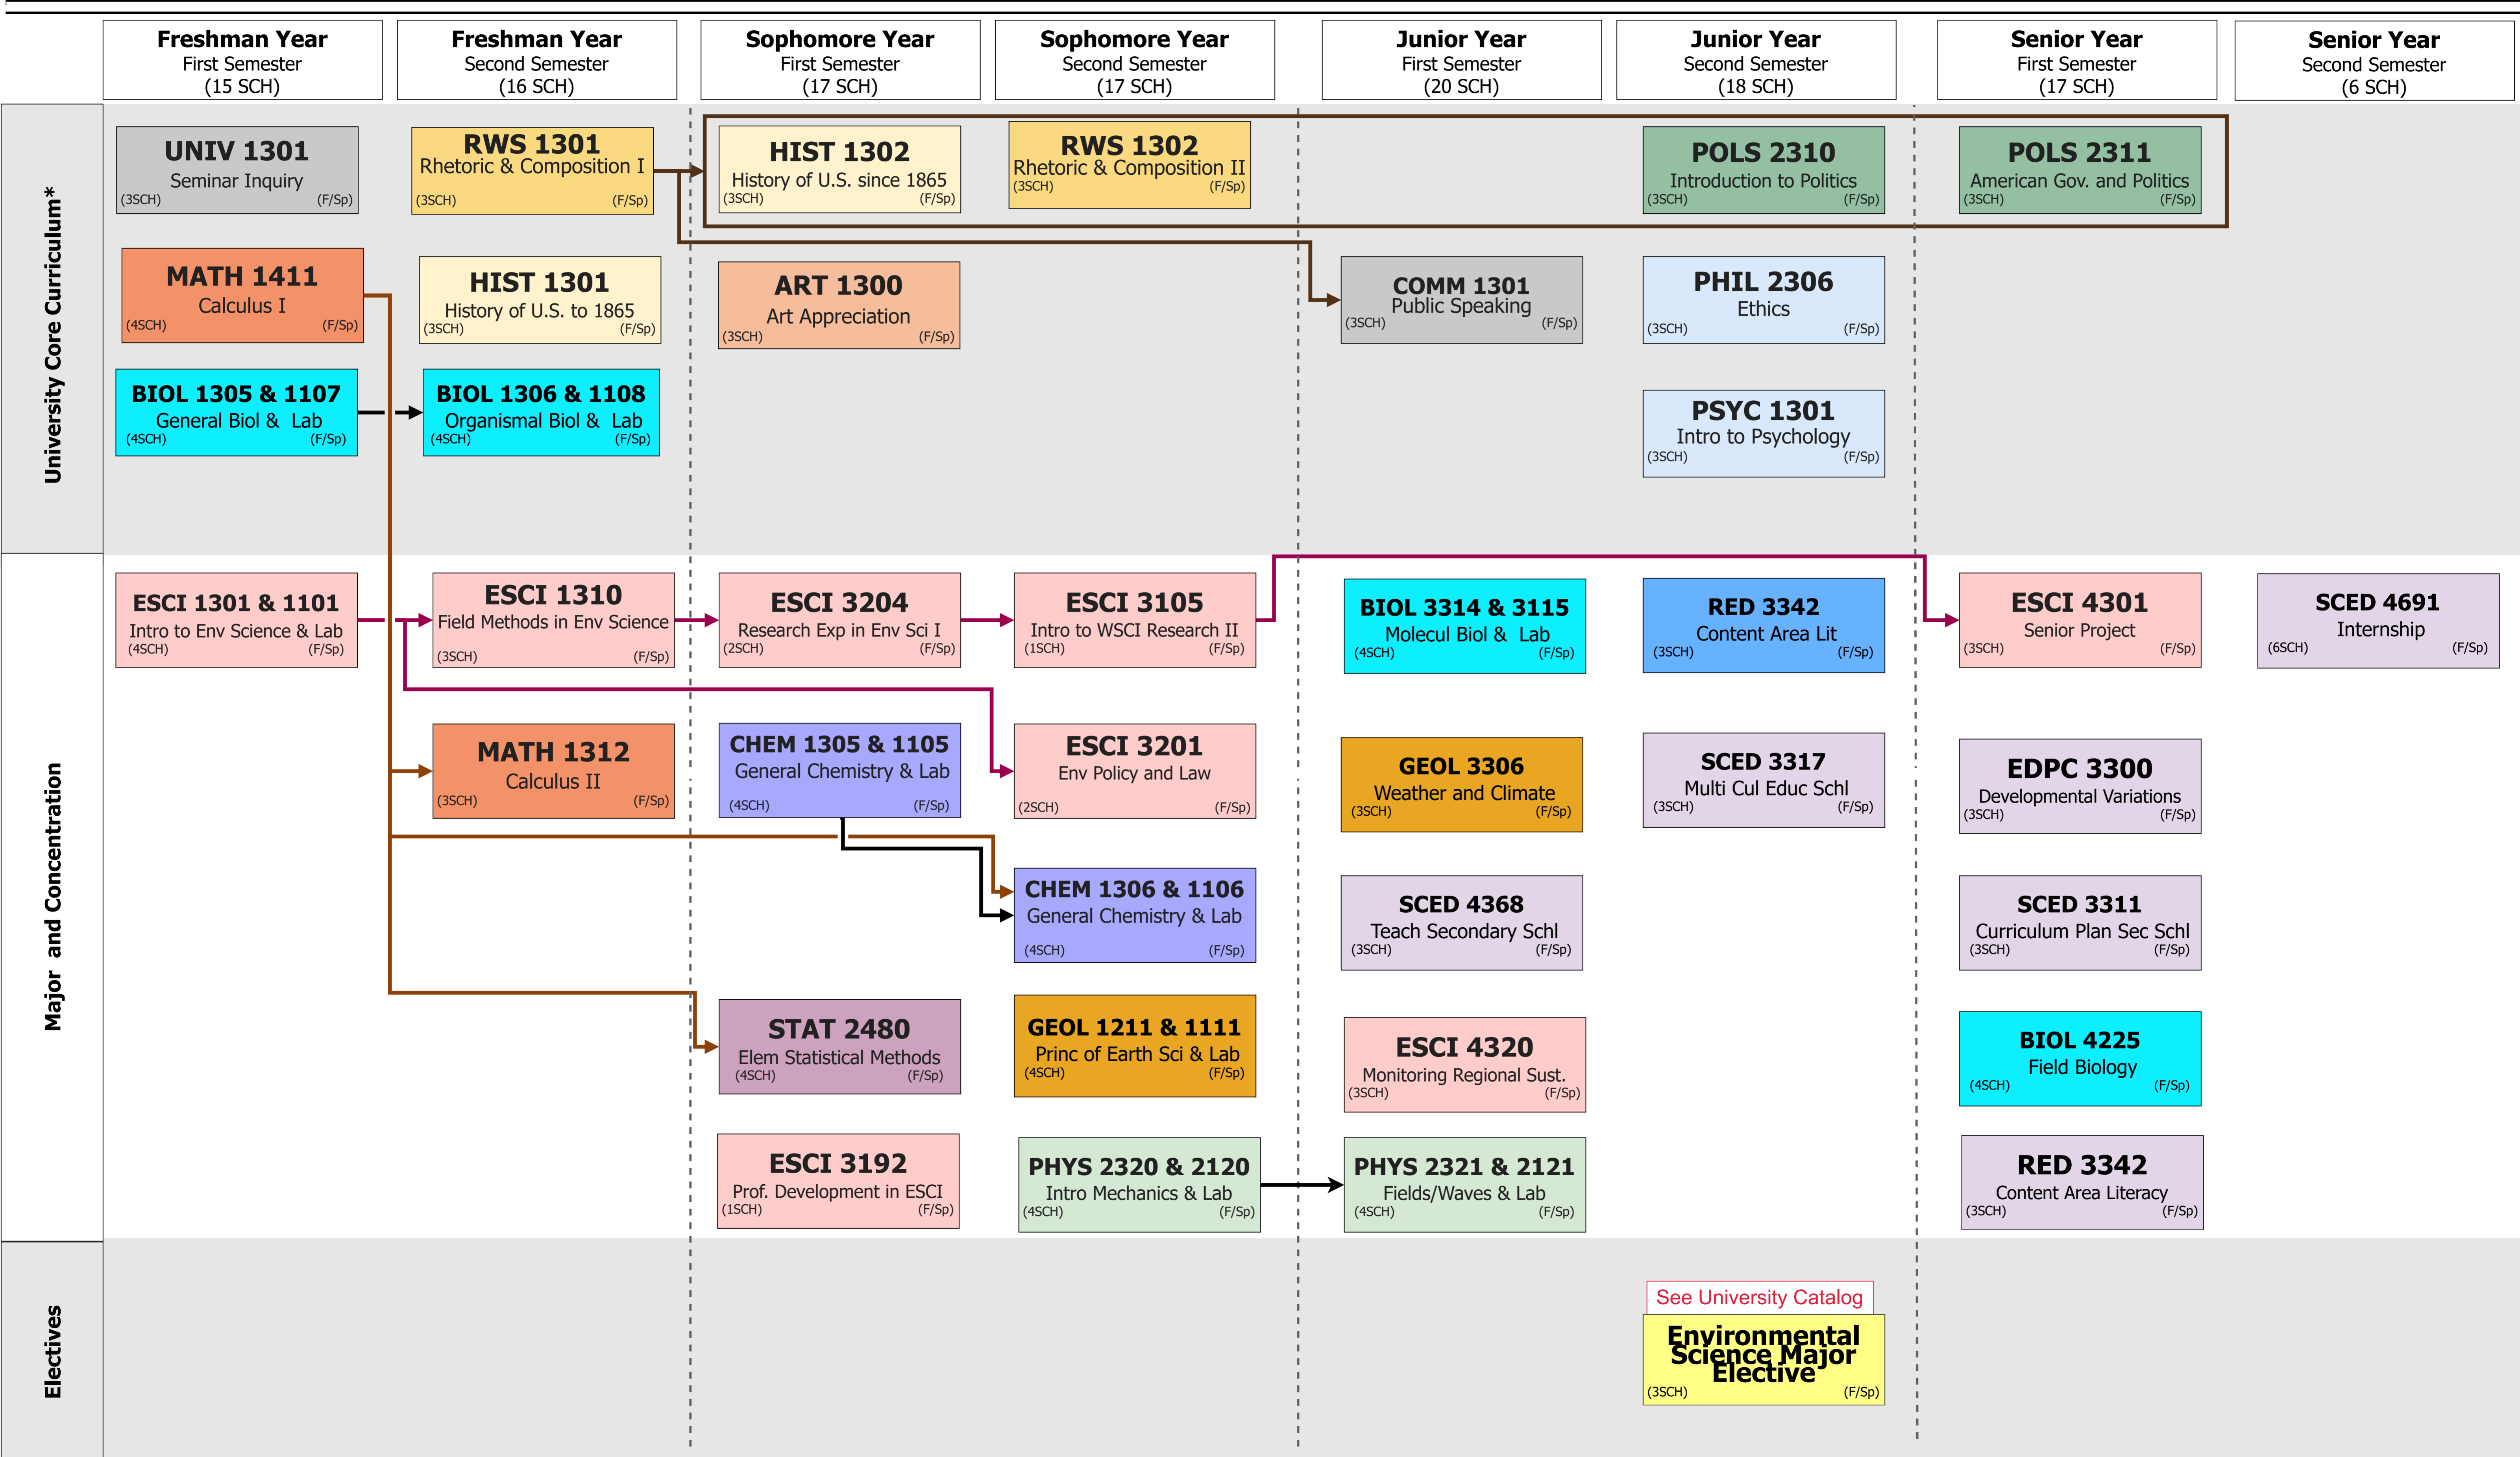 Freshman Year
First Semester
(15 SCH)
Freshman Year
Second Semester
(16 SCH)
Sophomore Year
First Semester
(17 SCH)
Sophomore Year
Second Semester
(17 SCH)
Junior Year
First Semester
(20 SCH)
Junior Year
Second Semester
(18 SCH)
Senior Year
First Semester
(17 SCH)
Senior Year
Second Semester
(6 SCH)
University Core Curriculum*
UNIV 1301
Seminar Inquiry
(3SCH) (F/Sp)
RWS 1301
Rhetoric & Composition I
(3SCH) (F/Sp)
HIST 1302
History of U.S. since 1865
(3SCH) (F/Sp)
RWS 1302
Rhetoric & Composition II
(3SCH) (F/Sp)
POLS 2310
Introduction to Politics
(3SCH) (F/Sp)
POLS 2311
American Gov. and Politics
(3SCH) (F/Sp)
MATH 1411
Calculus I
(4SCH) (F/Sp)
HIST 1301
History of U.S. to 1865
(3SCH) (F/Sp)
ART 1300
Art Appreciation
(3SCH) (F/Sp)
COMM 1301
Public Speaking
(3SCH) (F/Sp)
PHIL 2306
Ethics
(3SCH) (F/Sp)
BIOL 1305 & 1107
General Biol & Lab
(4SCH) (F/Sp)
BIOL 1306 & 1108
Organismal Biol & Lab
(4SCH) (F/Sp)
PSYC 1301
Intro to Psychology
(3SCH) (F/Sp)
Major and Concentration
ESCI 1301 & 1101
Intro to Env Science & Lab
(4SCH) (F/Sp)
ESCI 1310
Field Methods in Env Science
(3SCH) (F/Sp)
ESCI 3204
Research Exp in Env Sci I
(2SCH) (F/Sp)
ESCI 3105
Intro to WSCI Research II
(1SCH) (F/Sp)
BIOL 3314 & 3115
Molecul Biol & Lab
(4SCH) (F/Sp)
RED 3342
Content Area Lit
(3SCH) (F/Sp)
ESCI 4301
Senior Project
(3SCH) (F/Sp)
SCED 4691
Internship
(6SCH) (F/Sp)
MATH 1312
Calculus II
(3SCH) (F/Sp)
CHEM 1305 & 1105
General Chemistry & Lab
(4SCH) (F/Sp)
ESCI 3201
Env Policy and Law
(2SCH) (F/Sp)
GEOL 3306
Weather and Climate
(3SCH) (F/Sp)
SCED 3317
Multi Cul Educ Schl
(3SCH) (F/Sp)
EDPC 3300
Developmental Variations
(3SCH) (F/Sp)
CHEM 1306 & 1106
General Chemistry & Lab
(4SCH) (F/Sp)
SCED 4368
Teach Secondary Schl
(3SCH) (F/Sp)
SCED 3311
Curriculum Plan Sec Schl
(3SCH) (F/Sp)
STAT 2480
Elem Statistical Methods
(4SCH) (F/Sp)
GEOL 1211 & 1111
Princ of Earth Sci & Lab
(4SCH) (F/Sp)
ESCI 4320
Monitoring Regional Sust.
(3SCH) (F/Sp)
BIOL 4225
Field Biology
(4SCH) (F/Sp)
ESCI 3192
Prof. Development in ESCI
(1SCH) (F/Sp)
PHYS 2320 & 2120
Intro Mechanics & Lab
(4SCH) (F/Sp)
PHYS 2321 & 2121
Fields/Waves & Lab
(4SCH) (F/Sp)
RED 3342
Content Area Literacy
(3SCH) (F/Sp)
Electives
See University Catalog
Environmental
Science Major
Elective
(3SCH) (F/Sp)